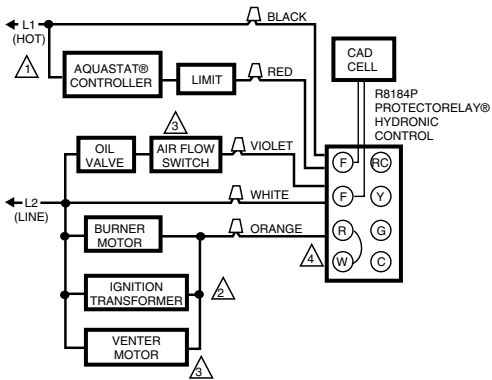 L1
(HOT)
BLACK
1
AQUASTAT®
CONTROLLER
LIMIT
RED
CAD
CELL
R8184P
PROTECTORELAY®
HYDRONIC
CONTROL
3
OIL
VALVE
AIR FLOW
SWITCH
VIOLET
F
RC
L2
(LINE)
WHITE
F
Y
BURNER
MOTOR
ORANGE
R
G
4
W
C
IGNITION
TRANSFORMER
2
VENTER
MOTOR
3